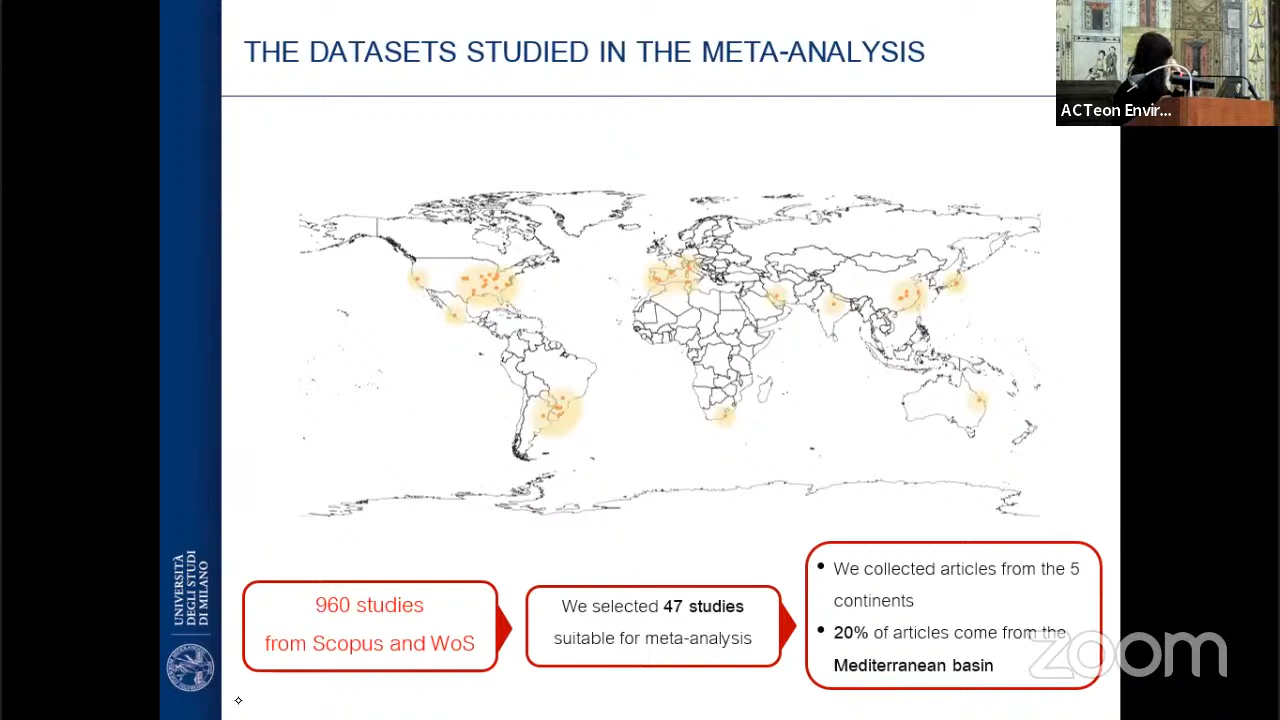 THE DATASETS STUDIED IN THE META-ANALYSIS
ACTeon Envir...
UNIVERSITÀ
DEGLI STUDI
DI MILANO
960 studies
from Scopus and WoS
We selected 47 studies
suitable for meta-analysis
• We collected articles from the 5
continents
• 20% of articles come from the
Mediterranean basin
zoom